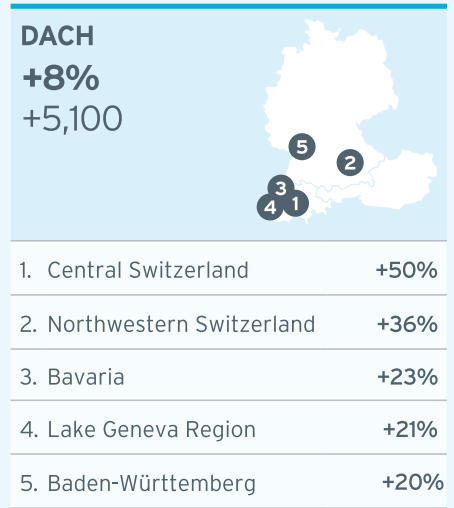 DACH
+8%
+5,100
5
2
3
4
1
1. Central Switzerland +50%
2. Northwestern Switzerland +36%
3. Bavaria +23%
4. Lake Geneva Region +21%
5. Baden-Württemberg +20%